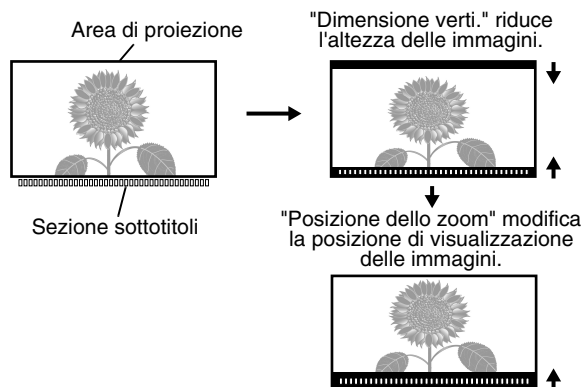 Area di proiezione
Sezione sottotitoli
"Dimensione verti." riduce
l'altezza delle immagini.
"Posizione dello zoom" modifica
la posizione di visualizzazione
delle immagini.